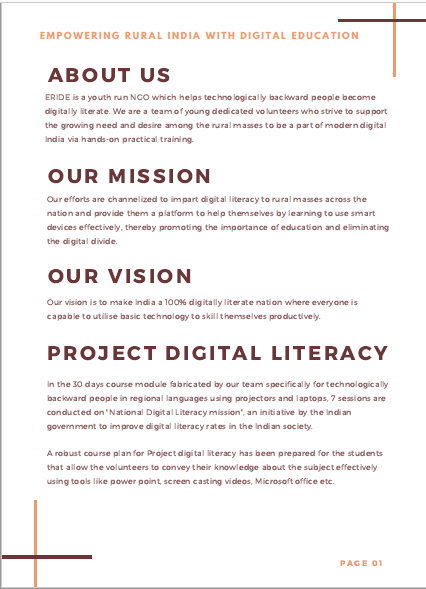 EMPOWERING RURAL INDIA WITH DIGITAL EDUCATION
ABOUT US
ERIDE is a youth run NGO which helps technologically backward people become
digitally literate. We are a team of young dedicated volunteers who strive to support
the growing need and desire among the rural masses to be a part of modern digital
India via hands-on practical training.
OUR MISSION
Our efforts are channelized to impart digital literacy to rural masses across the
nation and provide them a platform to help themselves by learning to use smart
devices effectively, thereby promoting the importance of education and eliminating
the digital divide.
OUR VISION
Our vision is to make India a 100% digitally literate nation where everyone is
capable to utilise basic technology to skill themselves productively.
PROJECT DIGITAL LITERACY
In the 30 days course module fabricated by our team specifically for technologically
backward people in regional languages using projectors and laptops, 7 sessions are
conducted on "National Digital Literacy mission", an initiative by the Indian
government to improve digital literacy rates in the Indian society.
A robust course plan for Project digital literacy has been prepared for the students
that allow the volunteers to convey their knowledge about the subject effectively
using tools like power point, screen casting videos, Microsoft office etc.
PAGE 01